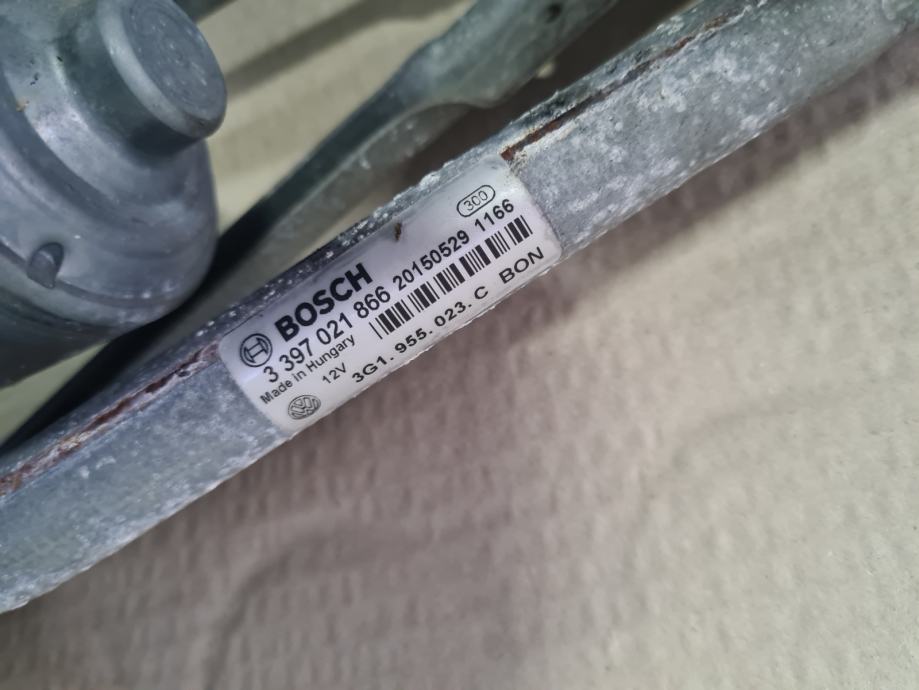 300
BOSCH
3 397 021 866 20150529 1166
Made in Hungary
12V
3G1.955.023.C BON